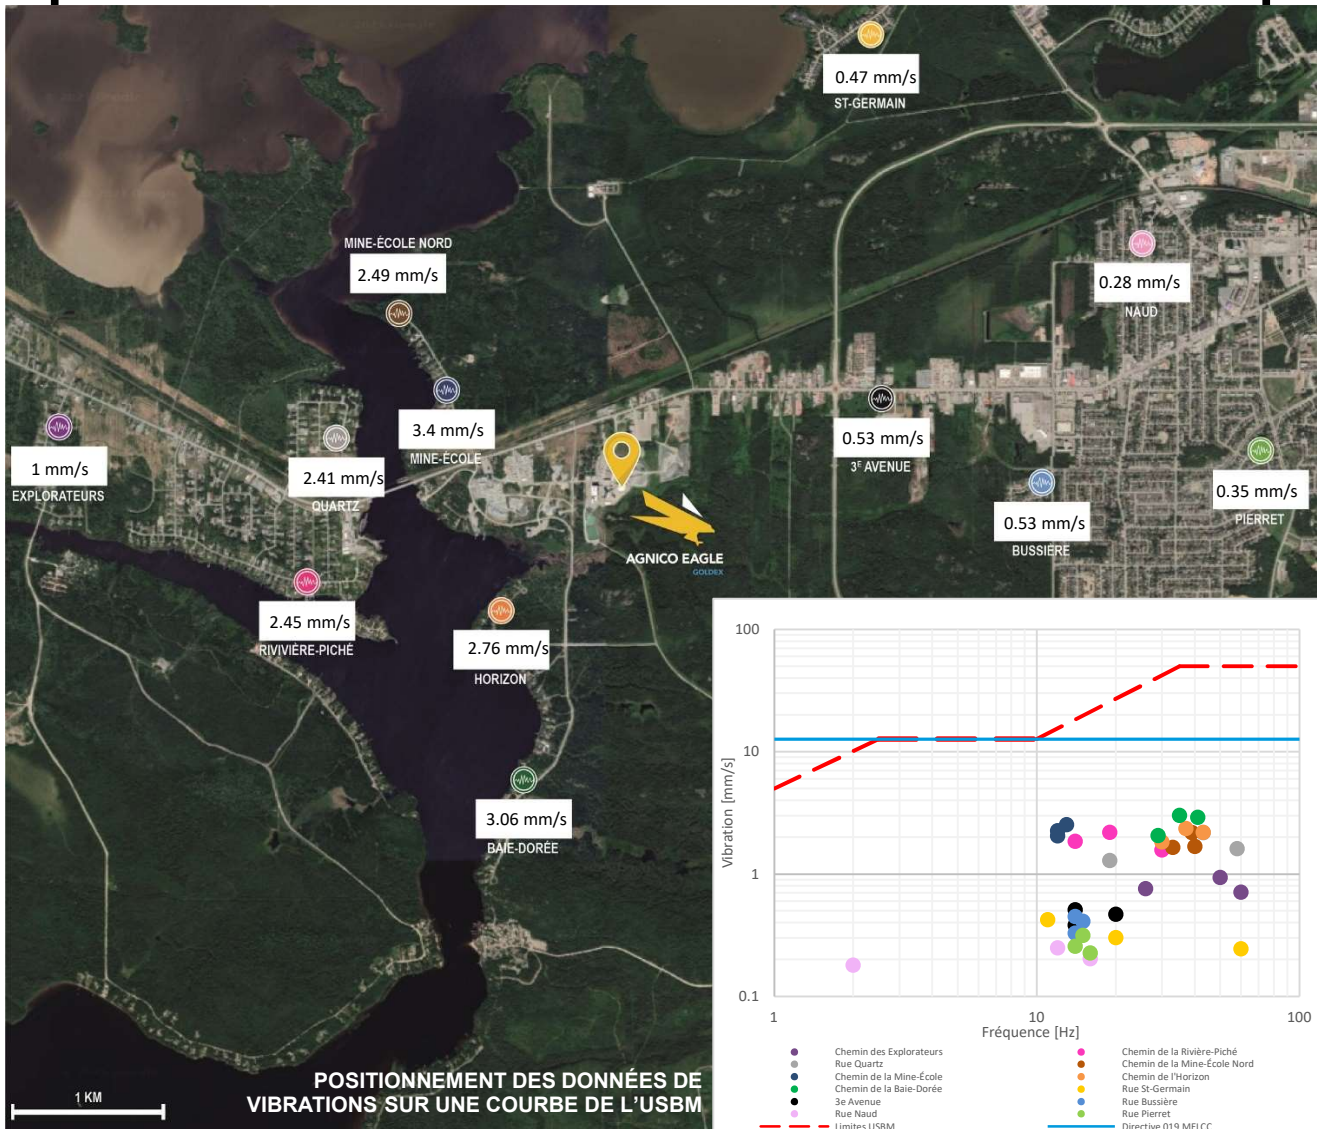 0.47 mm/s
ST-GERMAIN
MINE-ÉCOLE NORD
2.49 mm/s
0.28 mm/s
NAUD
3.4 mm/s
MINE-ÉCOLE
1 mm/s
EXPLORATEURS
2.41 mm/s
QUARTZ
0.53 mm/s
3E AVENUE
0.53 mm/s
BUSSIÈRE
0.35 mm/s
PIERRET
AGNICO EAGLE
GOLDEX
2.45 mm/s
RIVIVIÈRE-PICHÉ
2.76 mm/s
HORIZON
3.06 mm/s
BAIE-DORÉE
POSITIONNEMENT DES DONNÉES DE
VIBRATIONS SUR UNE COURBE DE L'USBM
1 KM
100
10
1
0.1
Vibration [mm/s]
1
10
100
Fréquence [Hz]
Chemin des Explorateurs
Chemin de la Rivière-Piché
Rue Quartz
Chemin de la Mine-École Nord
Chemin de la Mine-École
Chemin de l'Horizon
Chemin de la Baie-Dorée
Rue St-Germain
3e Avenue
Rue Bussière
Rue Naud
Rue Pierret
Limites USBM
Directive 019 MELCC